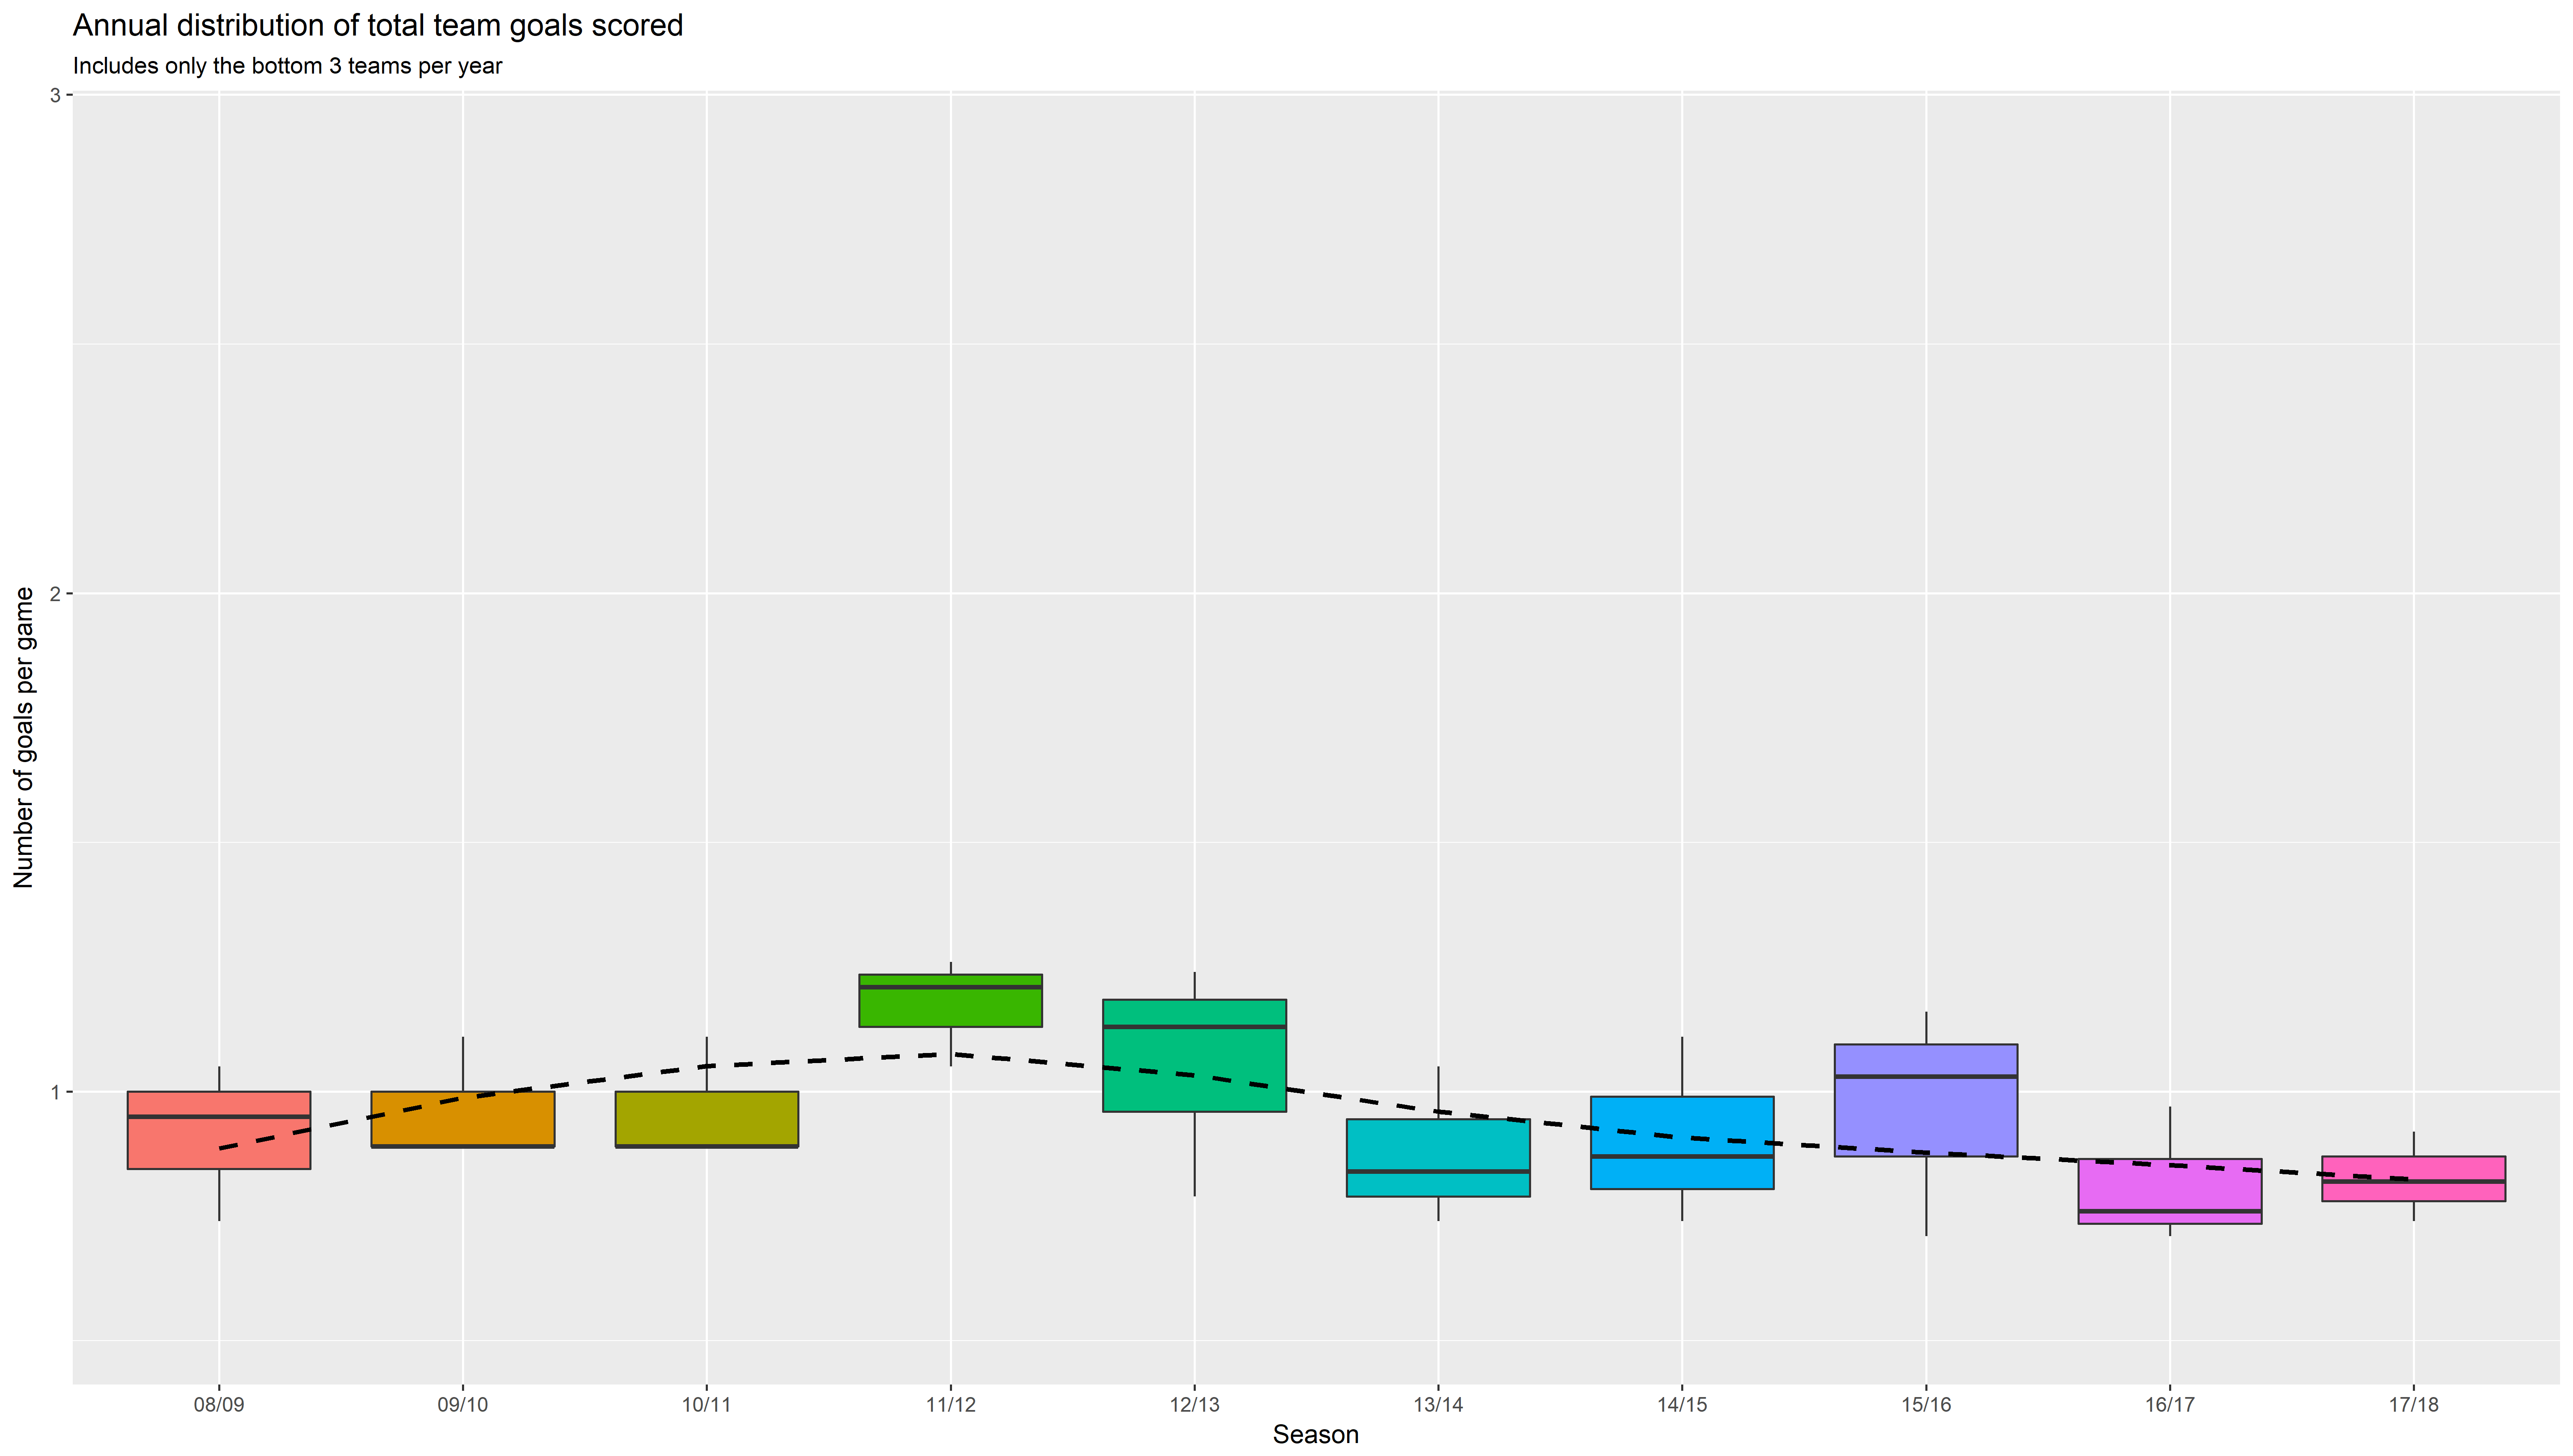 Annual distribution of total team goals scored
Includes only the bottom 3 teams per year
Number of goals per game
3
2
1
08/09 09/10 10/11 11/12 12/13 13/14 14/15 15/16 16/17 17/18
Season